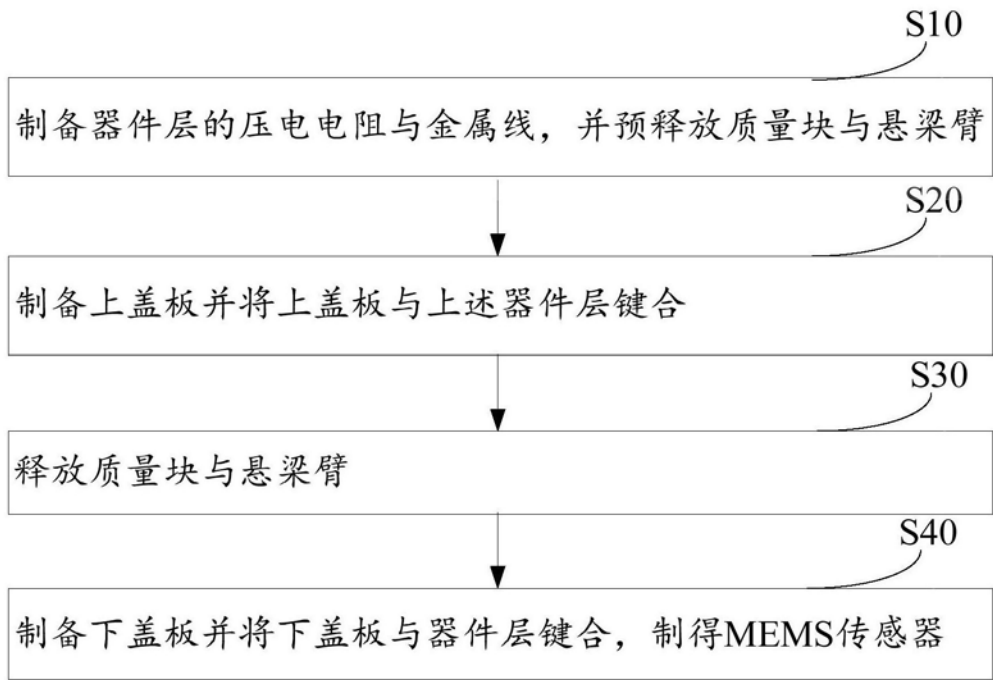 S10
制备器件层的压电电阻与金属线，并预释放质量块与悬梁臂
S20
制备上盖板并将上盖板与上述器件层键合
S30
释放质量块与悬梁臂
S40
制备下盖板并将下盖板与器件层键合，制得MEMS传感器